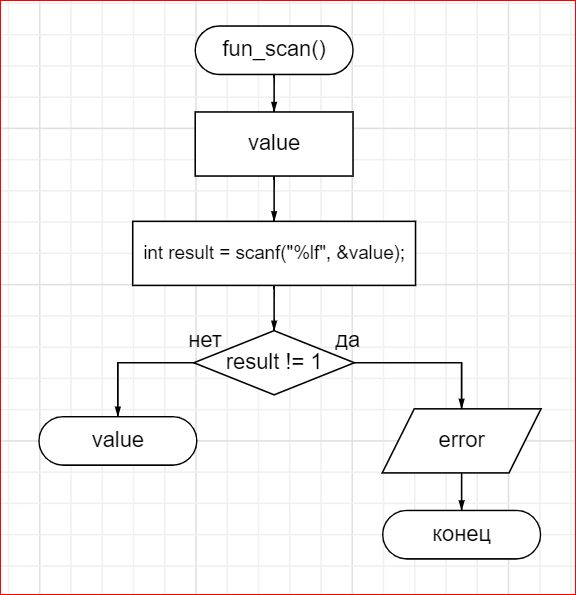 fun_scan()
value
int result = scanf("%lf", &value);
нет
да
result != 1
value
error
конец